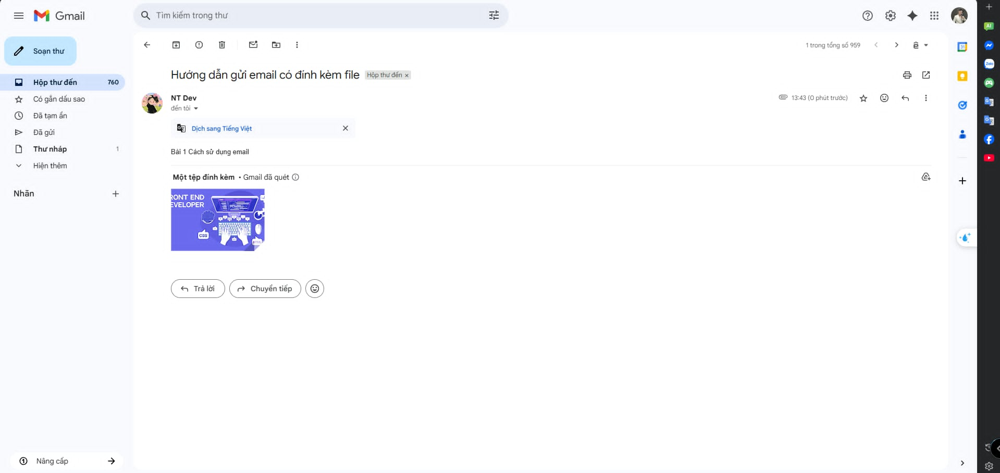 Gmail
Tìm kiếm trong thư
Soạn thư
Hộp thư đến 760
Có gắn dấu sao
Đã tạm ẩn
Đã gửi
Thư nháp 1
Hiện thêm
Nhãn
Nâng cấp
1 trong tổng số 959
Hướng dẫn gửi email có đính kèm file Hộp thư đến ×
NT Dev
13:43 (0 phút trước)
đến tôi
Dịch sang Tiếng Việt
Bài 1 Cách sử dụng email
Một tệp đính kèm • Gmail đã quét
RONT END
EVELOPER
CSS
HTML
Trả lời
Chuyển tiếp
31
AI
Zalo